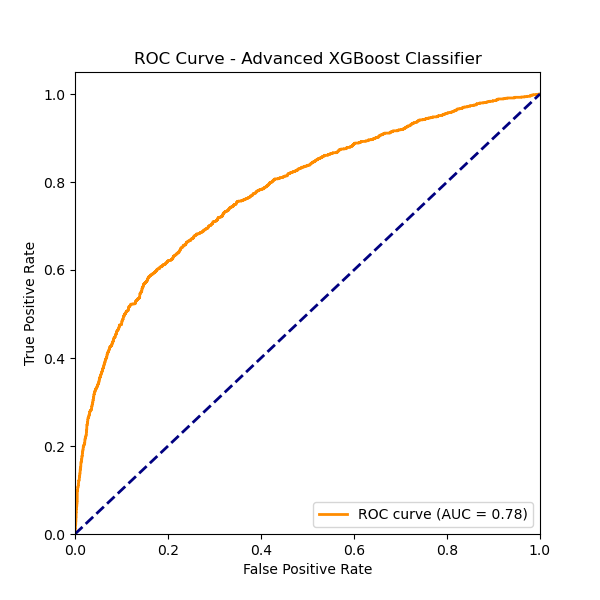 ROC Curve - Advanced XGBoost Classifier
1.0
0.8
0.6
0.4
0.2
0.0
True Positive Rate
ROC curve (AUC = 0.78)
0.0 0.2 0.4 0.6 0.8 1.0
False Positive Rate